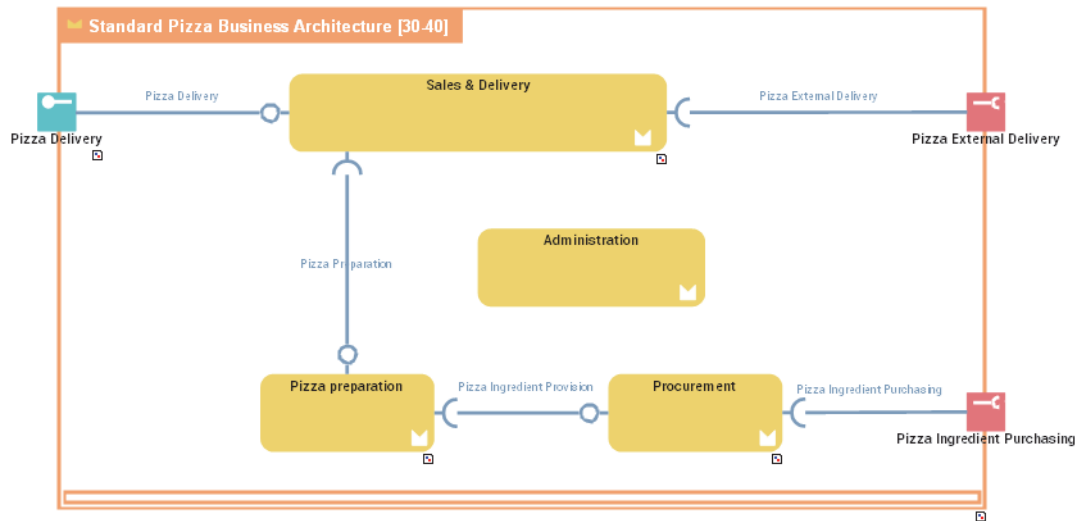 Standard Pizza Business Architecture [30-40]
Sales & Delivery
Pizza Delivery
Pizza External Delivery
Pizza Delivery
Pizza External Delivery
Administration
Pizza Preparation
Pizza preparation
Pizza Ingredient Provision
Procurement
Pizza Ingredient Purchasing
Pizza Ingredient Purchasing